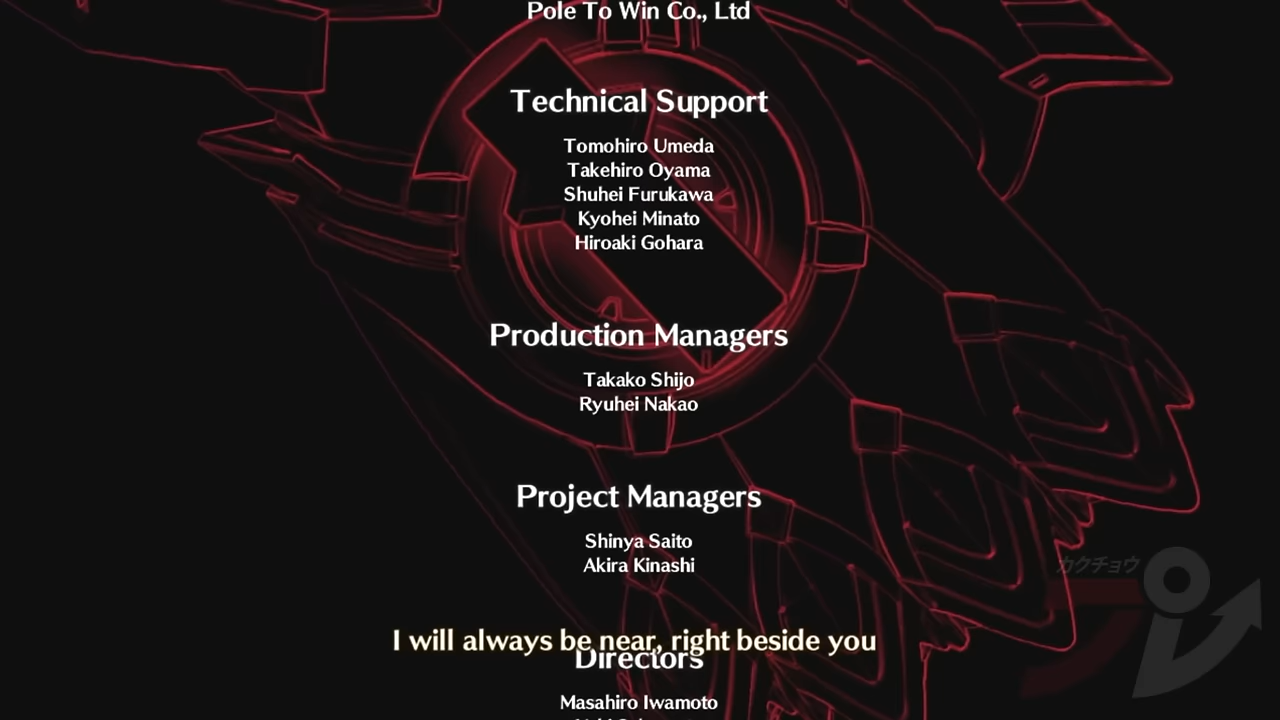 Pole To Win Co., Ltd
Technical Support
Tomohiro Umeda
Takehiro Oyama
Shuhei Furukawa
Kyohei Minato
Hiroaki Gohara
Production Managers
Takako Shijo
Ryuhei Nakao
Project Managers
Shinya Saito
Akira Kinashi
カクチョウ
I will always be near, right beside you
Directors
Masahiro Iwamoto